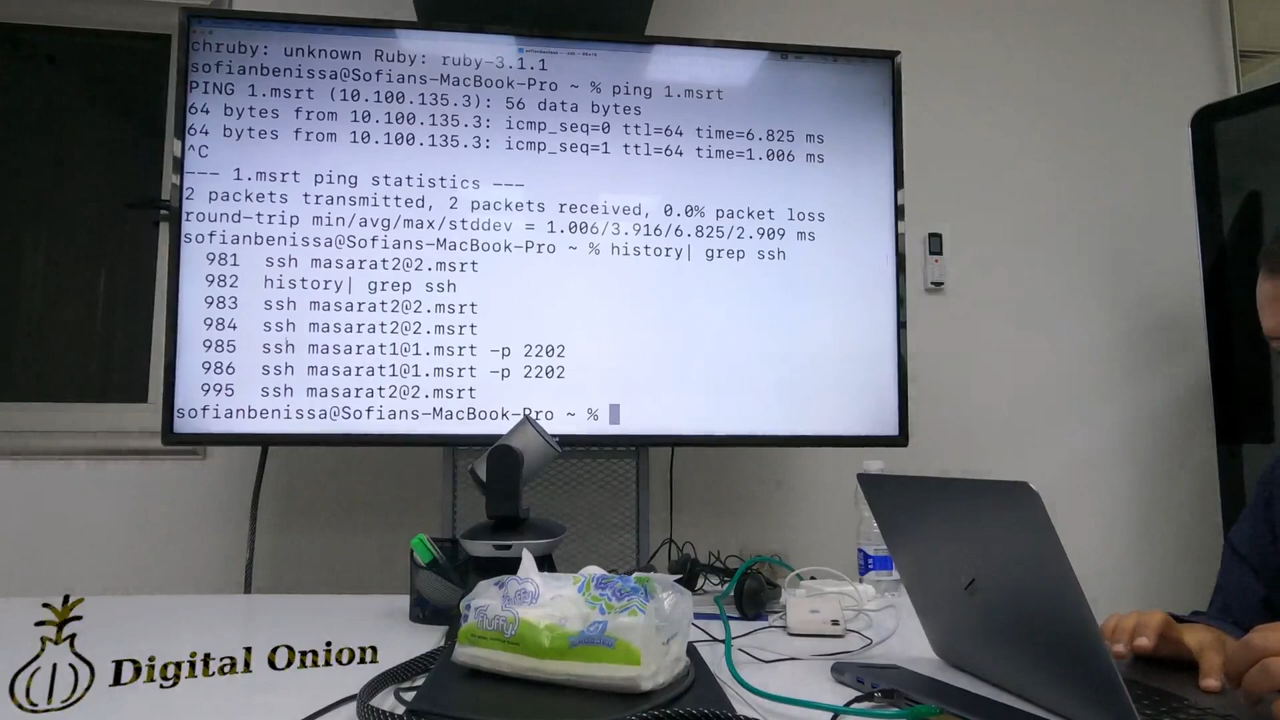 chruby: unknown Ruby: ruby-3.1.1
sofianbenissa@Sofians-MacBook-Pro ~ % ping 1.msrt
PING 1.msrt (10.100.135.3): 56 data bytes
64 bytes from 10.100.135.3: icmp_seq=0 ttl=64 time=6.825 ms
64 bytes from 10.100.135.3: icmp_seq=1 ttl=64 time=1.006 ms
^C
--- 1.msrt ping statistics ---
2 packets transmitted, 2 packets received, 0.0% packet loss
round-trip min/avg/max/stddev = 1.006/3.916/6.825/2.909 ms
sofianbenissa@Sofians-MacBook-Pro ~ % history| grep ssh
981 ssh masarat2@2.msrt
982 history| grep ssh
983 ssh masarat2@2.msrt
984 ssh masarat2@2.msrt
985 ssh masarat1@1.msrt -p 2202
986 ssh masarat1@1.msrt -p 2202
995 ssh masarat2@2.msrt
sofianbenissa@Sofians-MacBook-Pro ~ %
Fluffy!
Digital Onion